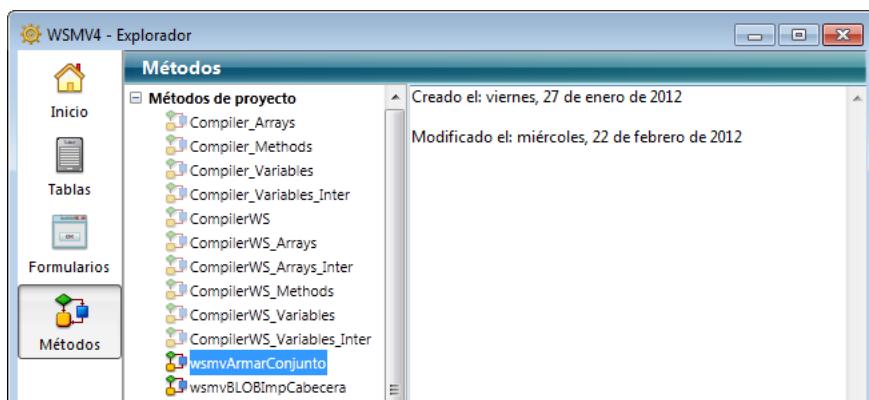 WSMV4 - Explorador
Inicio
Tablas
Formularios
Métodos
Métodos
Métodos de proyecto
Compiler_Arrays
Compiler_Methods
Compiler_Variables
Compiler_Variables_Inter
CompilerWS
CompilerWS_Arrays
CompilerWS_Arrays_Inter
CompilerWS_Methods
CompilerWS_Variables
CompilerWS_Variables_Inter
wsmvArmarConjunto
wsmvBLOBImpCabecera
Creado el: viernes, 27 de enero de 2012
Modificado el: miércoles, 22 de febrero de 2012